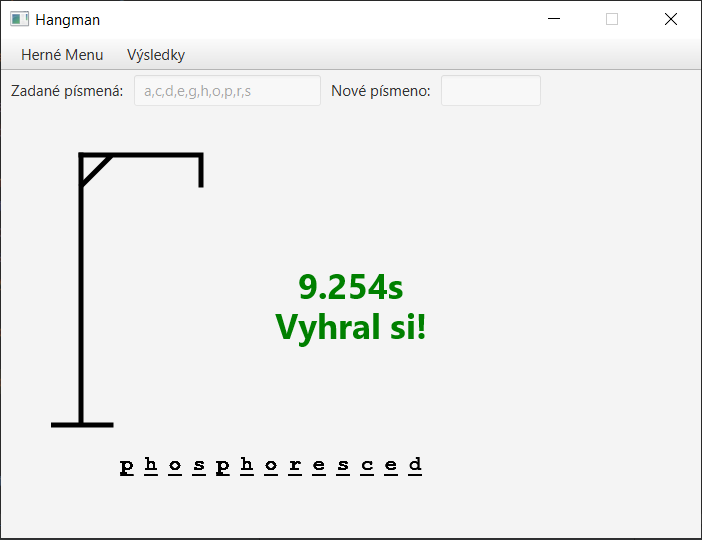 Hangman
Herné Menu Výsledky
Zadané písmená: a,c,d,e,g,h,o,p,r,s Nové písmeno:
9.254s
Vyhral si!
p h o s p h o r e s c e d